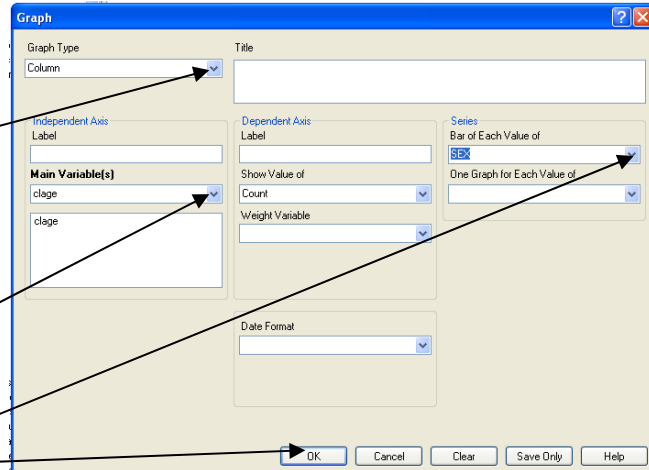 Graph
Graph Type
Title
Column
Independent Axis
Label
Main Variable(s)
clage
clage
Dependent Axis
Label
Show Value of
Count
Weight Variable
Series
Bar of Each Value of
SEX
One Graph for Each Value of
Date Format
OK
Cancel
Clear
Save Only
Help